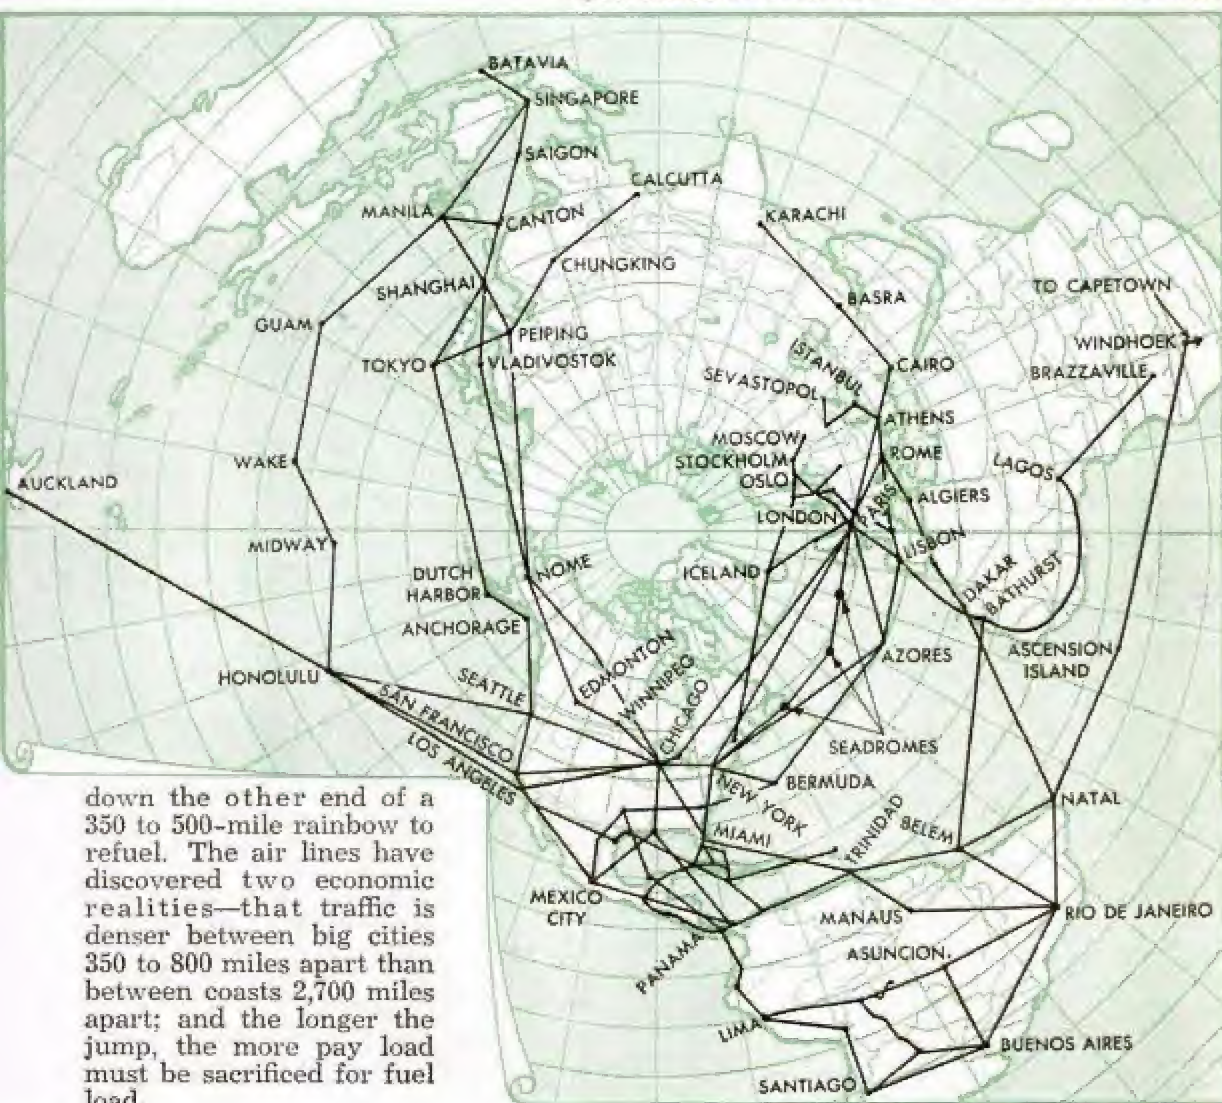 BATAVIA
SINGAPORE
SAIGON
CALCUTTA
MANILA
CANTON
KARACHI
CHUNGKING
SHANGHAI
TO CAPETOWN
BASRA
GUAM
PEIPING
WINDHOEK
TOKYO
VLADIVOSTOK
ISTANBUL
CAIRO
BRAZZAVILLE
SEVASTOPOL
ATHENS
MOSCOW
STOCKHOLM
ROME
WAKE
LAGOS
OSLO
AUCKLAND
ALGIERS
PARIS
LONDON
LISBON
MIDWAY
DUTCH
HARBOR
NOME
ICELAND
DAKAR
BATHURST
ANCHORAGE
EDMONTON
AZORES
ASCENSION
ISLAND
HONOLULU
SEATTLE
WINNIPEG
CHICAGO
SAN FRANCISCO
LOS ANGELES
SEADROMES
BERMUDA
NEW YORK
NATAL
MIAMI
TRINIDAD
BELEM
MEXICO
CITY
MANAUS
RIO DE JANEIRO
PANAMA
ASUNCION
LIMA
BUENOS AIRES
SANTIAGO
down the other end of a
350 to 500-mile rainbow to
refuel. The air lines have
discovered two economic
realities—that traffic is
denser between big cities
350 to 800 miles apart than
between coasts 2,700 miles
apart; and the longer the
jump, the more pay load
must be sacrificed for fuel
load.